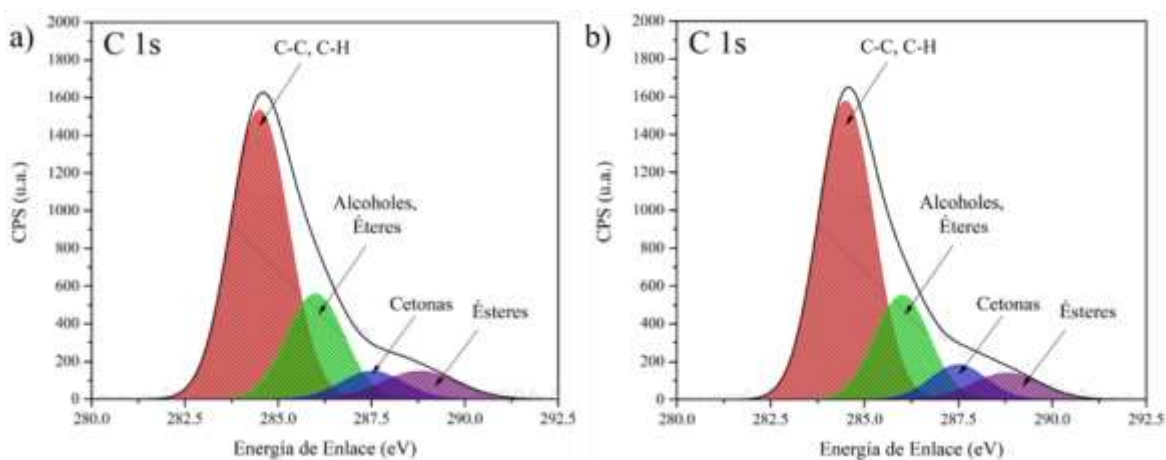 a)
C 1s
C-C, C-H
Alcoholes,
Éteres
Cetonas
Ésteres
CPS (u.a.)
2000
1800
1600
1400
1200
1000
800
600
400
200
0
280.0 282.5 285.0 287.5 290.0 292.5
Energía de Enlace (eV)
b)
C 1s
C-C, C-H
Alcoholes,
Éteres
Cetonas
Ésteres
CPS (u.a.)
2000
1800
1600
1400
1200
1000
800
600
400
200
0
280.0 282.5 285.0 287.5 290.0 292.5
Energía de Enlace (eV)